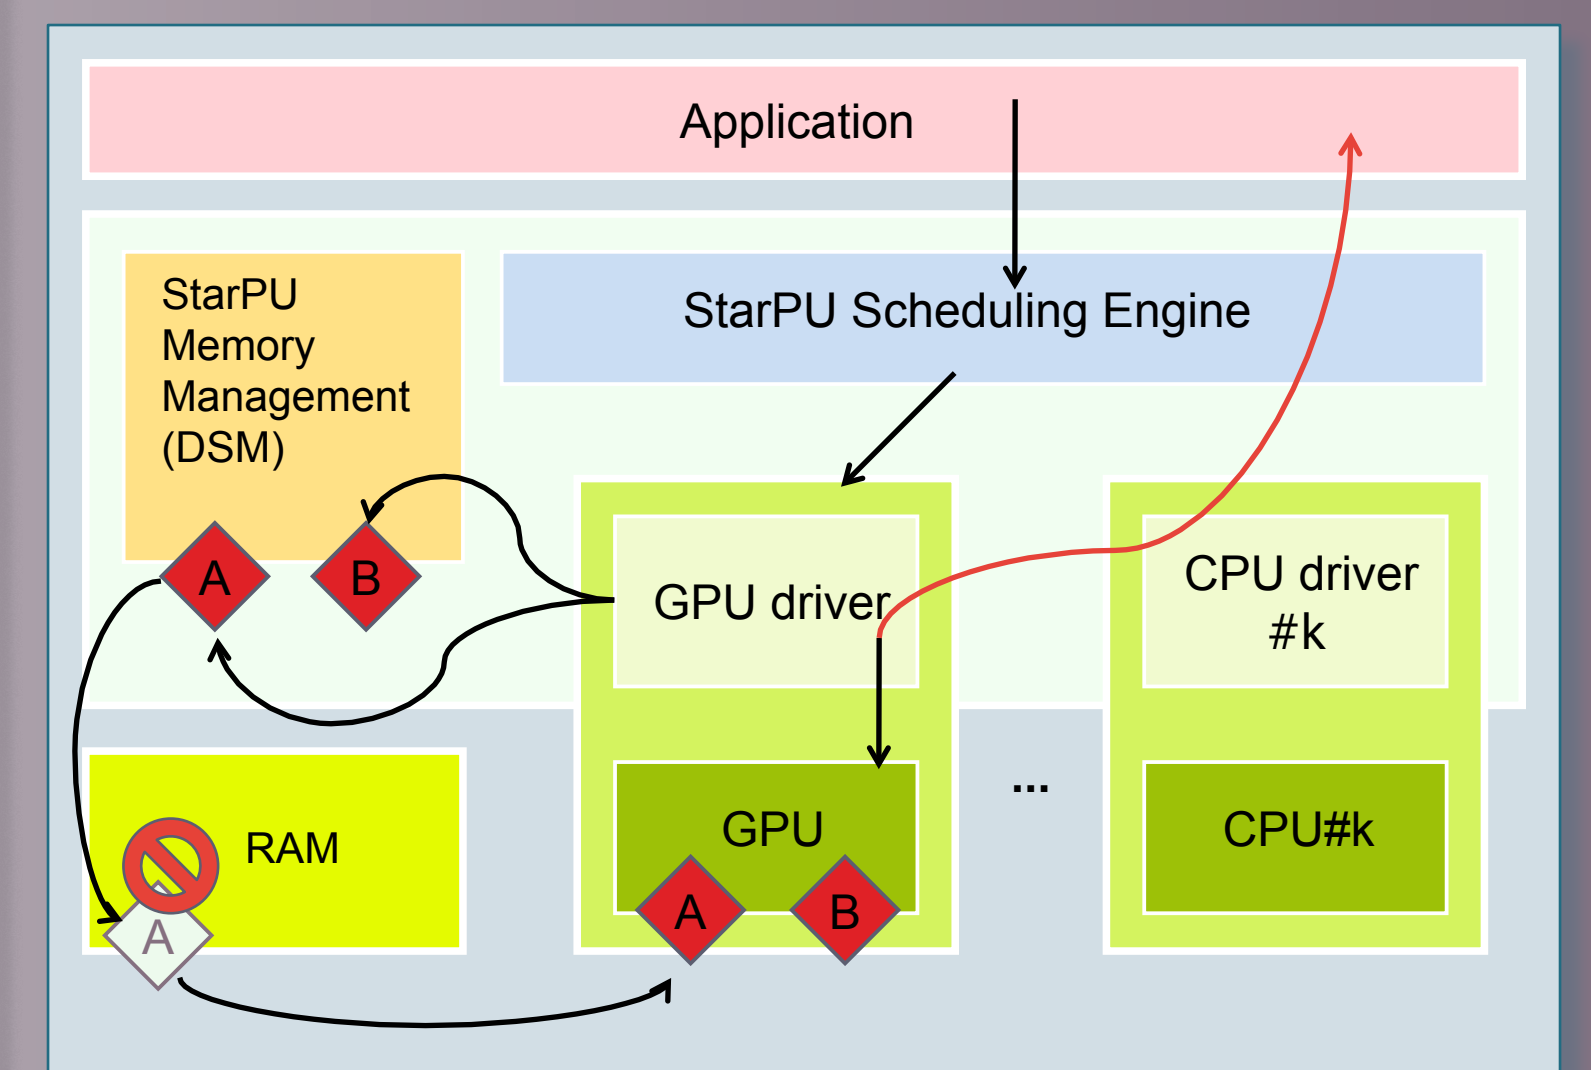 Application
StarPU
Memory
Management
(DSM)
StarPU Scheduling Engine
A
B
GPU driver
CPU driver
#k
RAM
A
GPU
A
B
...
CPU#k